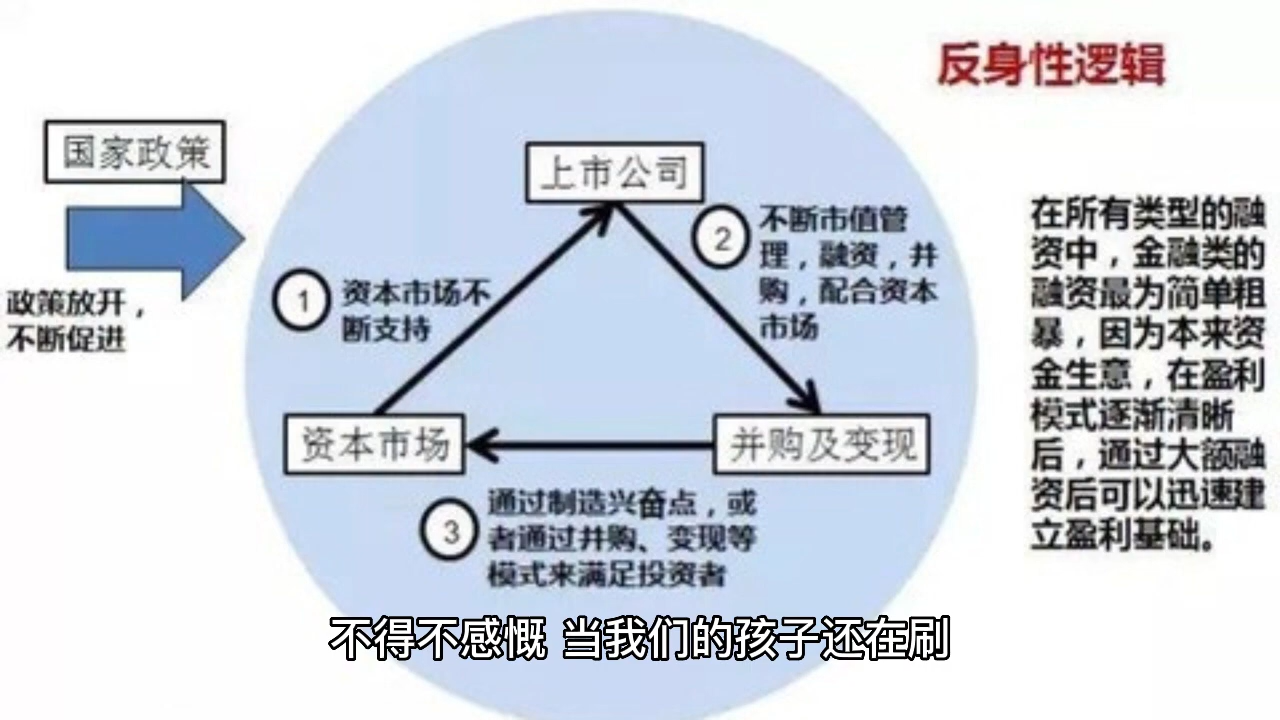 反身性逻辑
国家政策
政策放开，
不断促进
上市公司
1
资本市场不
断支持
2
不断市值管
理，融资，并
购，配合资本
市场
资本市场
并购及变现
3
通过制造兴奋点，或
者通过并购、变现等
模式来满足投资者
在所有类型的融
资中，金融类的
融资最为简单粗
暴，因为本来资
金生意，在盈利
模式逐渐清晰
后，通过大额融
资后可以迅速建
立盈利基础。
不得不感慨 当我们的孩子还在刷